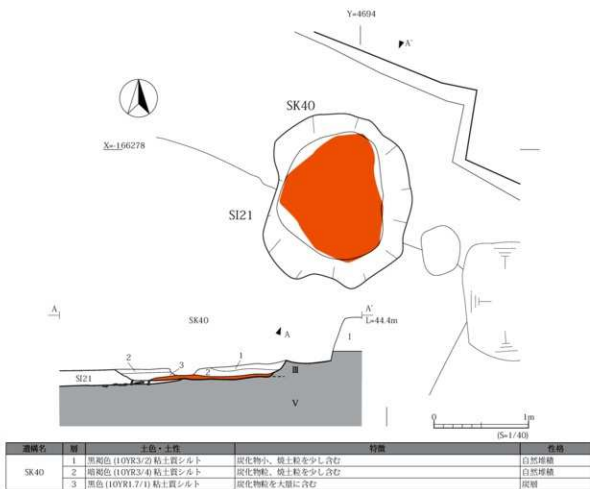 Y=4694
A'
SK40
X=-166278
SI21
A
SK40
A'
L=44.4m
A
1
2
3
2
I
SI21
III
V
0 1m
(S=1/40)
遺構名 層 土色・土性 特徴 性格
SK40 1 黒褐色 (10YR3/2) 粘土質シルト 炭化物小、焼土粒を少し含む 自然堆積
2 暗褐色 (10YR3/4) 粘土質シルト 炭化物粒、焼土粒を少し含む 自然堆積
3 黒色 (10YR1.7/1) 粘土質シルト 炭化物粒を大量に含む 炭層